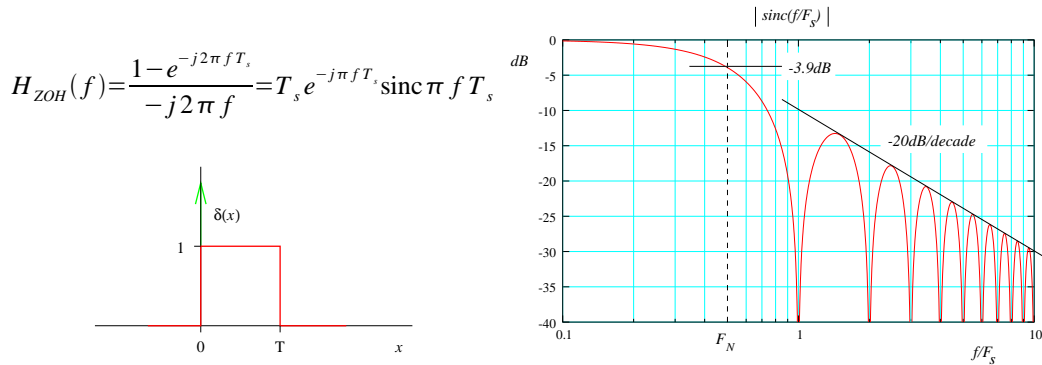 H_ZOH(f)=\frac{1-e^{-j2πfT_s}}{-j2πf}=T_s e^{-jπfT_s} sinc πfT_s
δ(x)
1
0 T x
| sinc(f/F_s) |
dB
0
-5
-10
-15
-20
-25
-30
-35
-40
-3.9dB
-20dB/decade
0.1 F_N 1 10
f/F_s